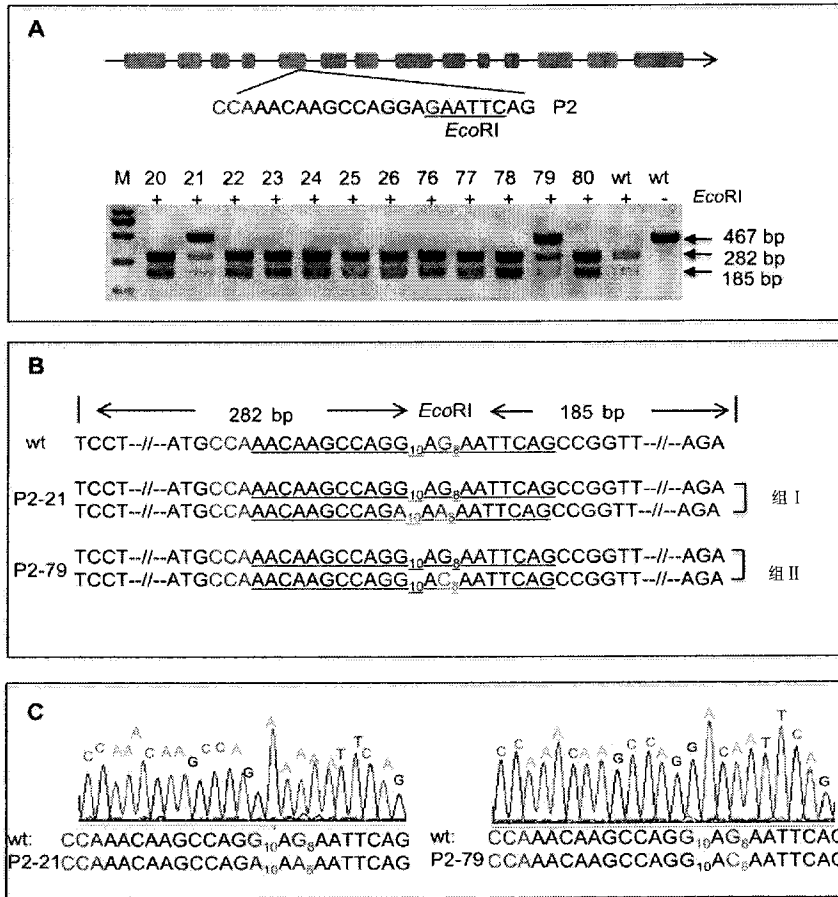 A
CCAAACAAGCCAGGAGAATTCAG P2
EcoRI
M 20 21 22 23 24 25 26 76 77 78 79 80 wt wt
+ + + + + + + + + + + + + - EcoRI
467 bp
282 bp
185 bp
B
282 bp EcoRI 185 bp
wt TCCT--//--ATGCCAAACAAGCCAGG10AG8AATTCAGCCGGTT--//--AGA
P2-21 TCCT--//--ATGCCAAACAAGCCAGG10AG8AATTCAGCCGGTT--//--AGA
TCCT--//--ATGCCAAACAAGCCAGA10AA8AATTCAGCCGGTT--//--AGA
组 I
P2-79 TCCT--//--ATGCCAAACAAGCCAGG10AG8AATTCAGCCGGTT--//--AGA
TCCT--//--ATGCCAAACAAGCCAGG10AC8AATTCAGCCGGTT--//--AGA
组 II
C
C C A A A C A A G C C A G A A A A T T C A G
C C A A A C A A G C C A G G A C A A T T C A G
wt: CCAAACAAGCCAGG10AG8AATTCAG
P2-21 CCAAACAAGCCAGA10AA8AATTCAG
wt: CCAAACAAGCCAGG10AG8AATTCAG
P2-79 CCAAACAAGCCAGG10AC8AATTCAG